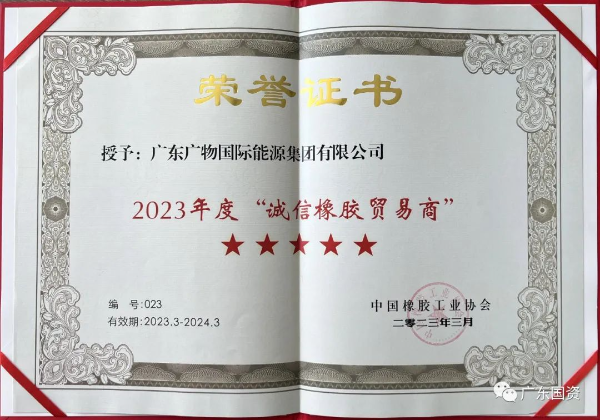 荣誉证书
授予：广东广物国际能源集团有限公司
2023年度“诚信橡胶贸易商”
★★★★★
编 号:023
有效期:2023.3-2024.3
中国橡胶工业协会
二零二三年三月
广东国资